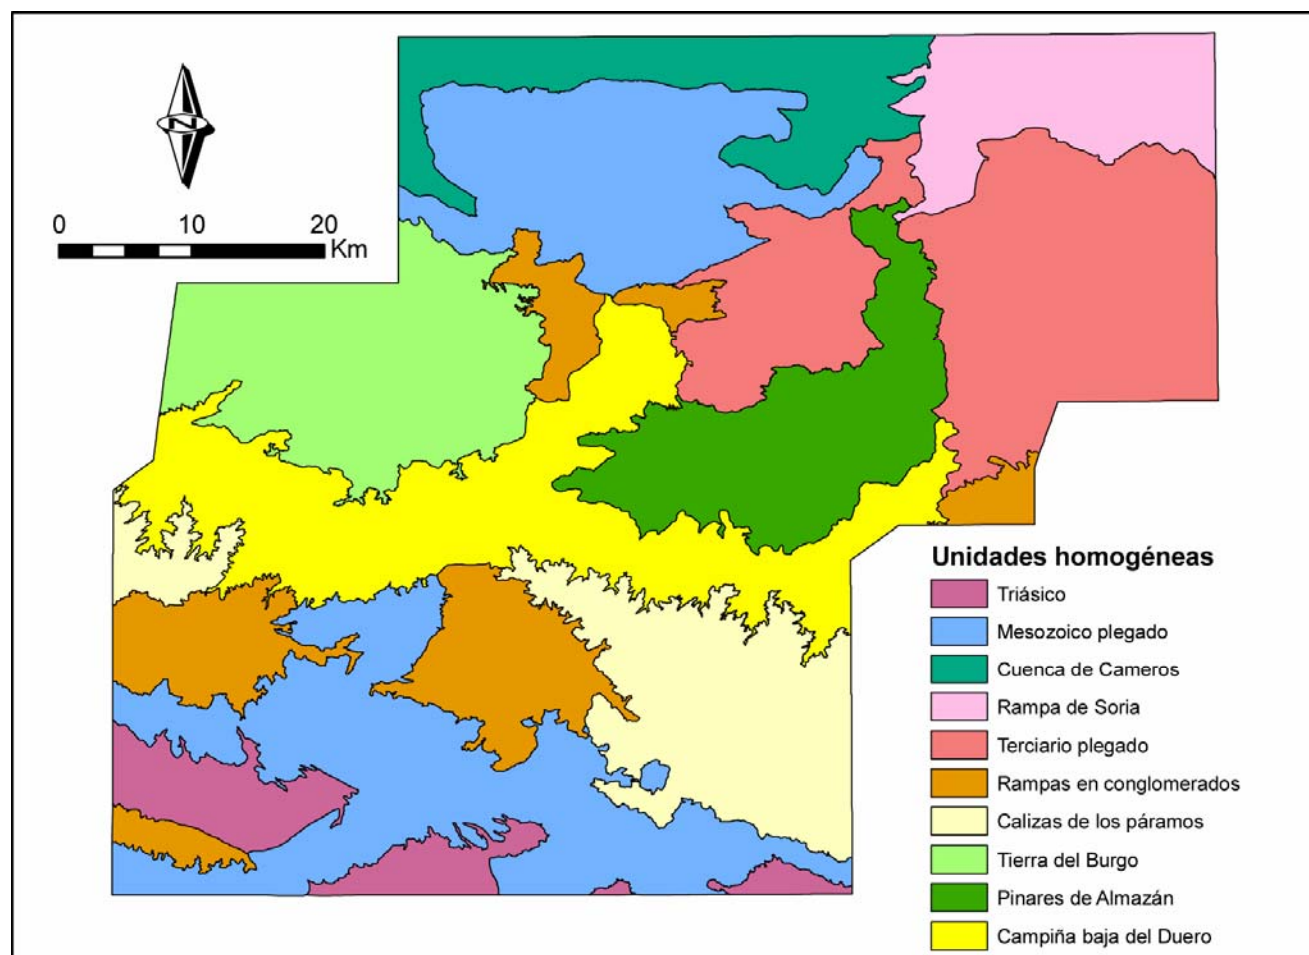 N
0 10 20
Km
Unidades homogéneas
Triásico
Mesozoico plegado
Cuenca de Cameros
Rampa de Soria
Terciario plegado
Rampas en conglomerados
Calizas de los páramos
Tierra del Burgo
Pinares de Almazán
Campiña baja del Duero